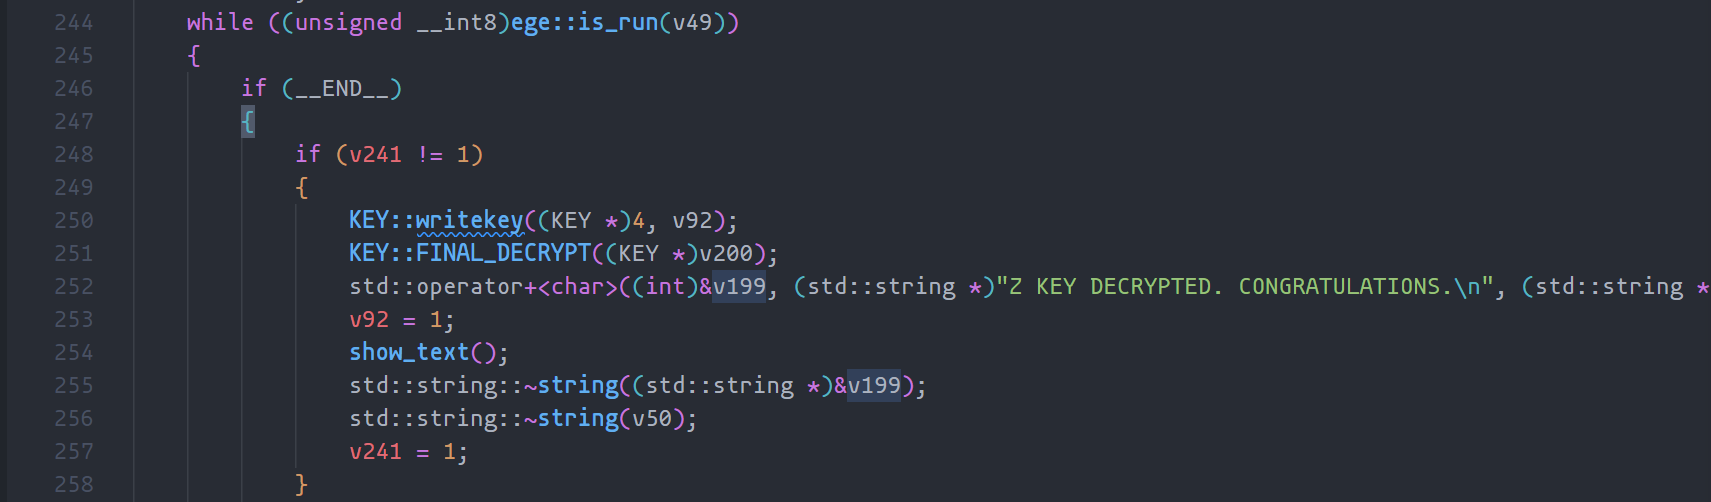 244 while ((unsigned __int8)ege::is_run(v49))
245 {
246 if (__END__)
247 {
248 if (v241 != 1)
249 {
250 KEY::writekey((KEY *)4, v92);
251 KEY::FINAL_DECRYPT((KEY *)v200);
252 std::operator+<char>((int)&v199, (std::string *)"Z KEY DECRYPTED. CONGRATULATIONS.\n", (std::string *
253 v92 = 1;
254 show_text();
255 std::string::~string((std::string *)&v199);
256 std::string::~string(v50);
257 v241 = 1;
258 }